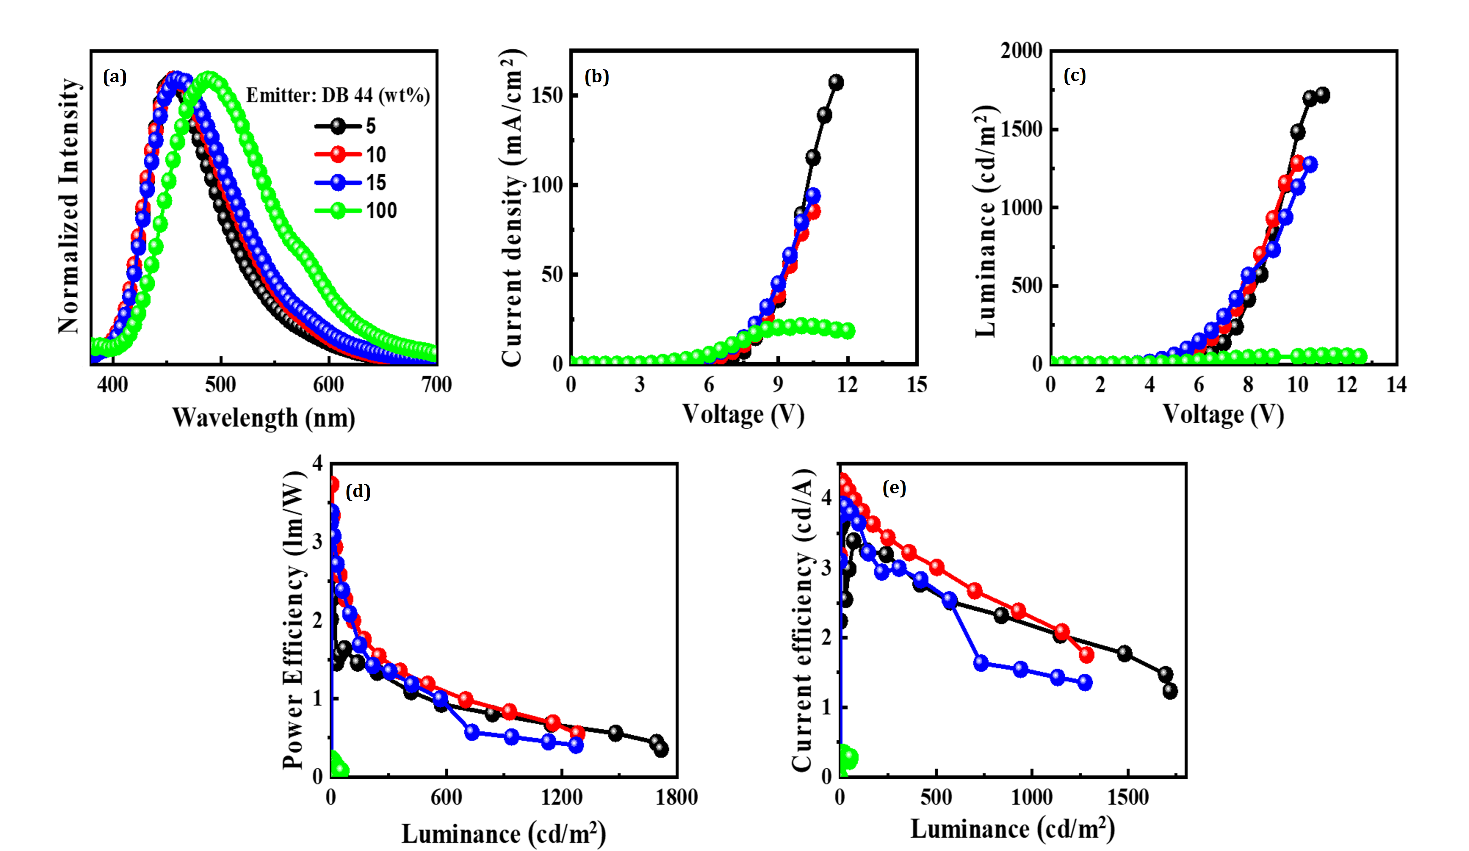 (a)
Emitter: DB 44 (wt%)
5
10
15
100
Normalized Intensity
400 500 600 700
Wavelength (nm)
(b)
Current density (mA/cm²)
150
100
50
0
0 3 6 9 12 15
Voltage (V)
(c)
Luminance (cd/m²)
2000
1500
1000
500
0
0 2 4 6 8 10 12 14
Voltage (V)
(d)
Power Efficiency (lm/W)
4
3
2
1
0
0 600 1200 1800
Luminance (cd/m²)
(e)
Current efficiency (cd/A)
4
3
2
1
0
0 500 1000 1500
Luminance (cd/m²)